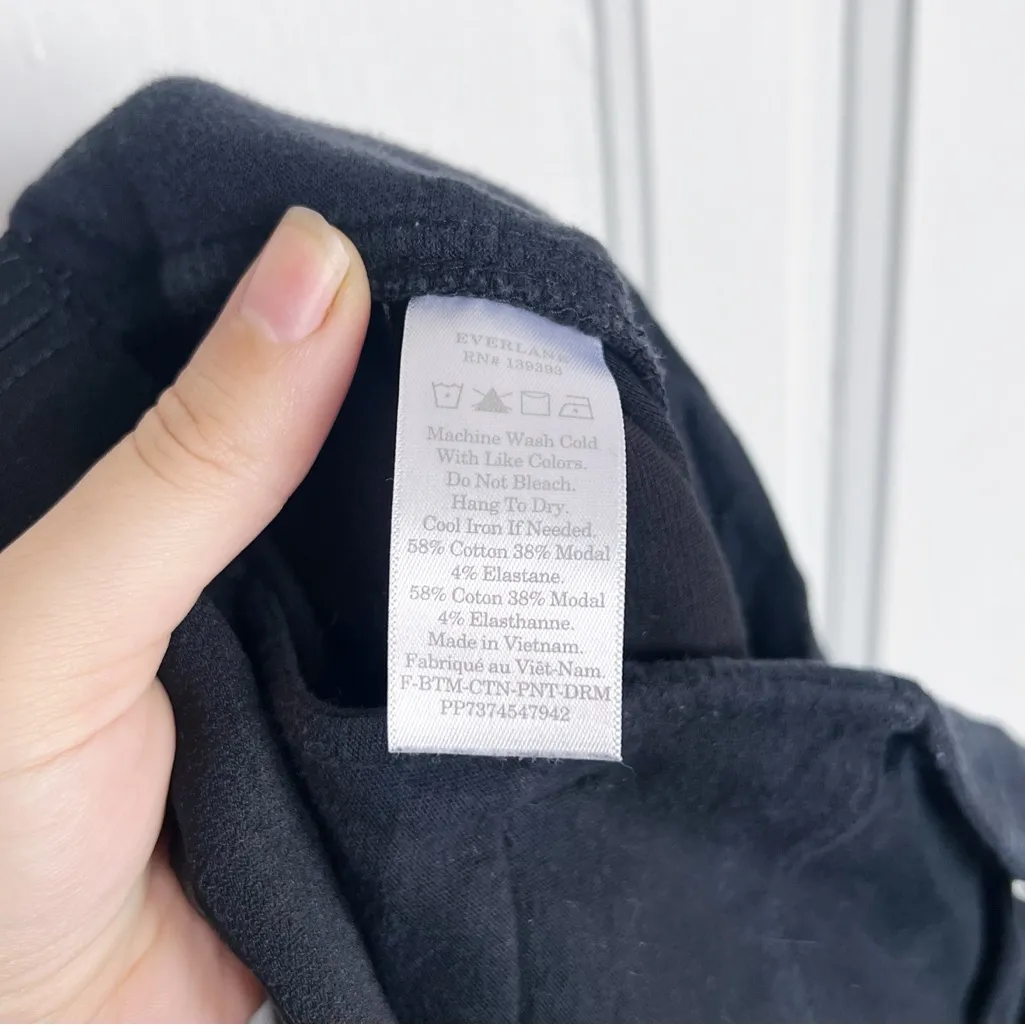 EVERLANE
RN# 139393
Machine Wash Cold
With Like Colors.
Do Not Bleach.
Hang To Dry.
Cool Iron If Needed.
58% Cotton 38% Modal
4% Elastane.
58% Coton 38% Modal
4% Elasthanne.
Made in Vietnam.
Fabriqué au Viêt-Nam.
F-BTM-CTN-PNT-DRM
PP7374547942